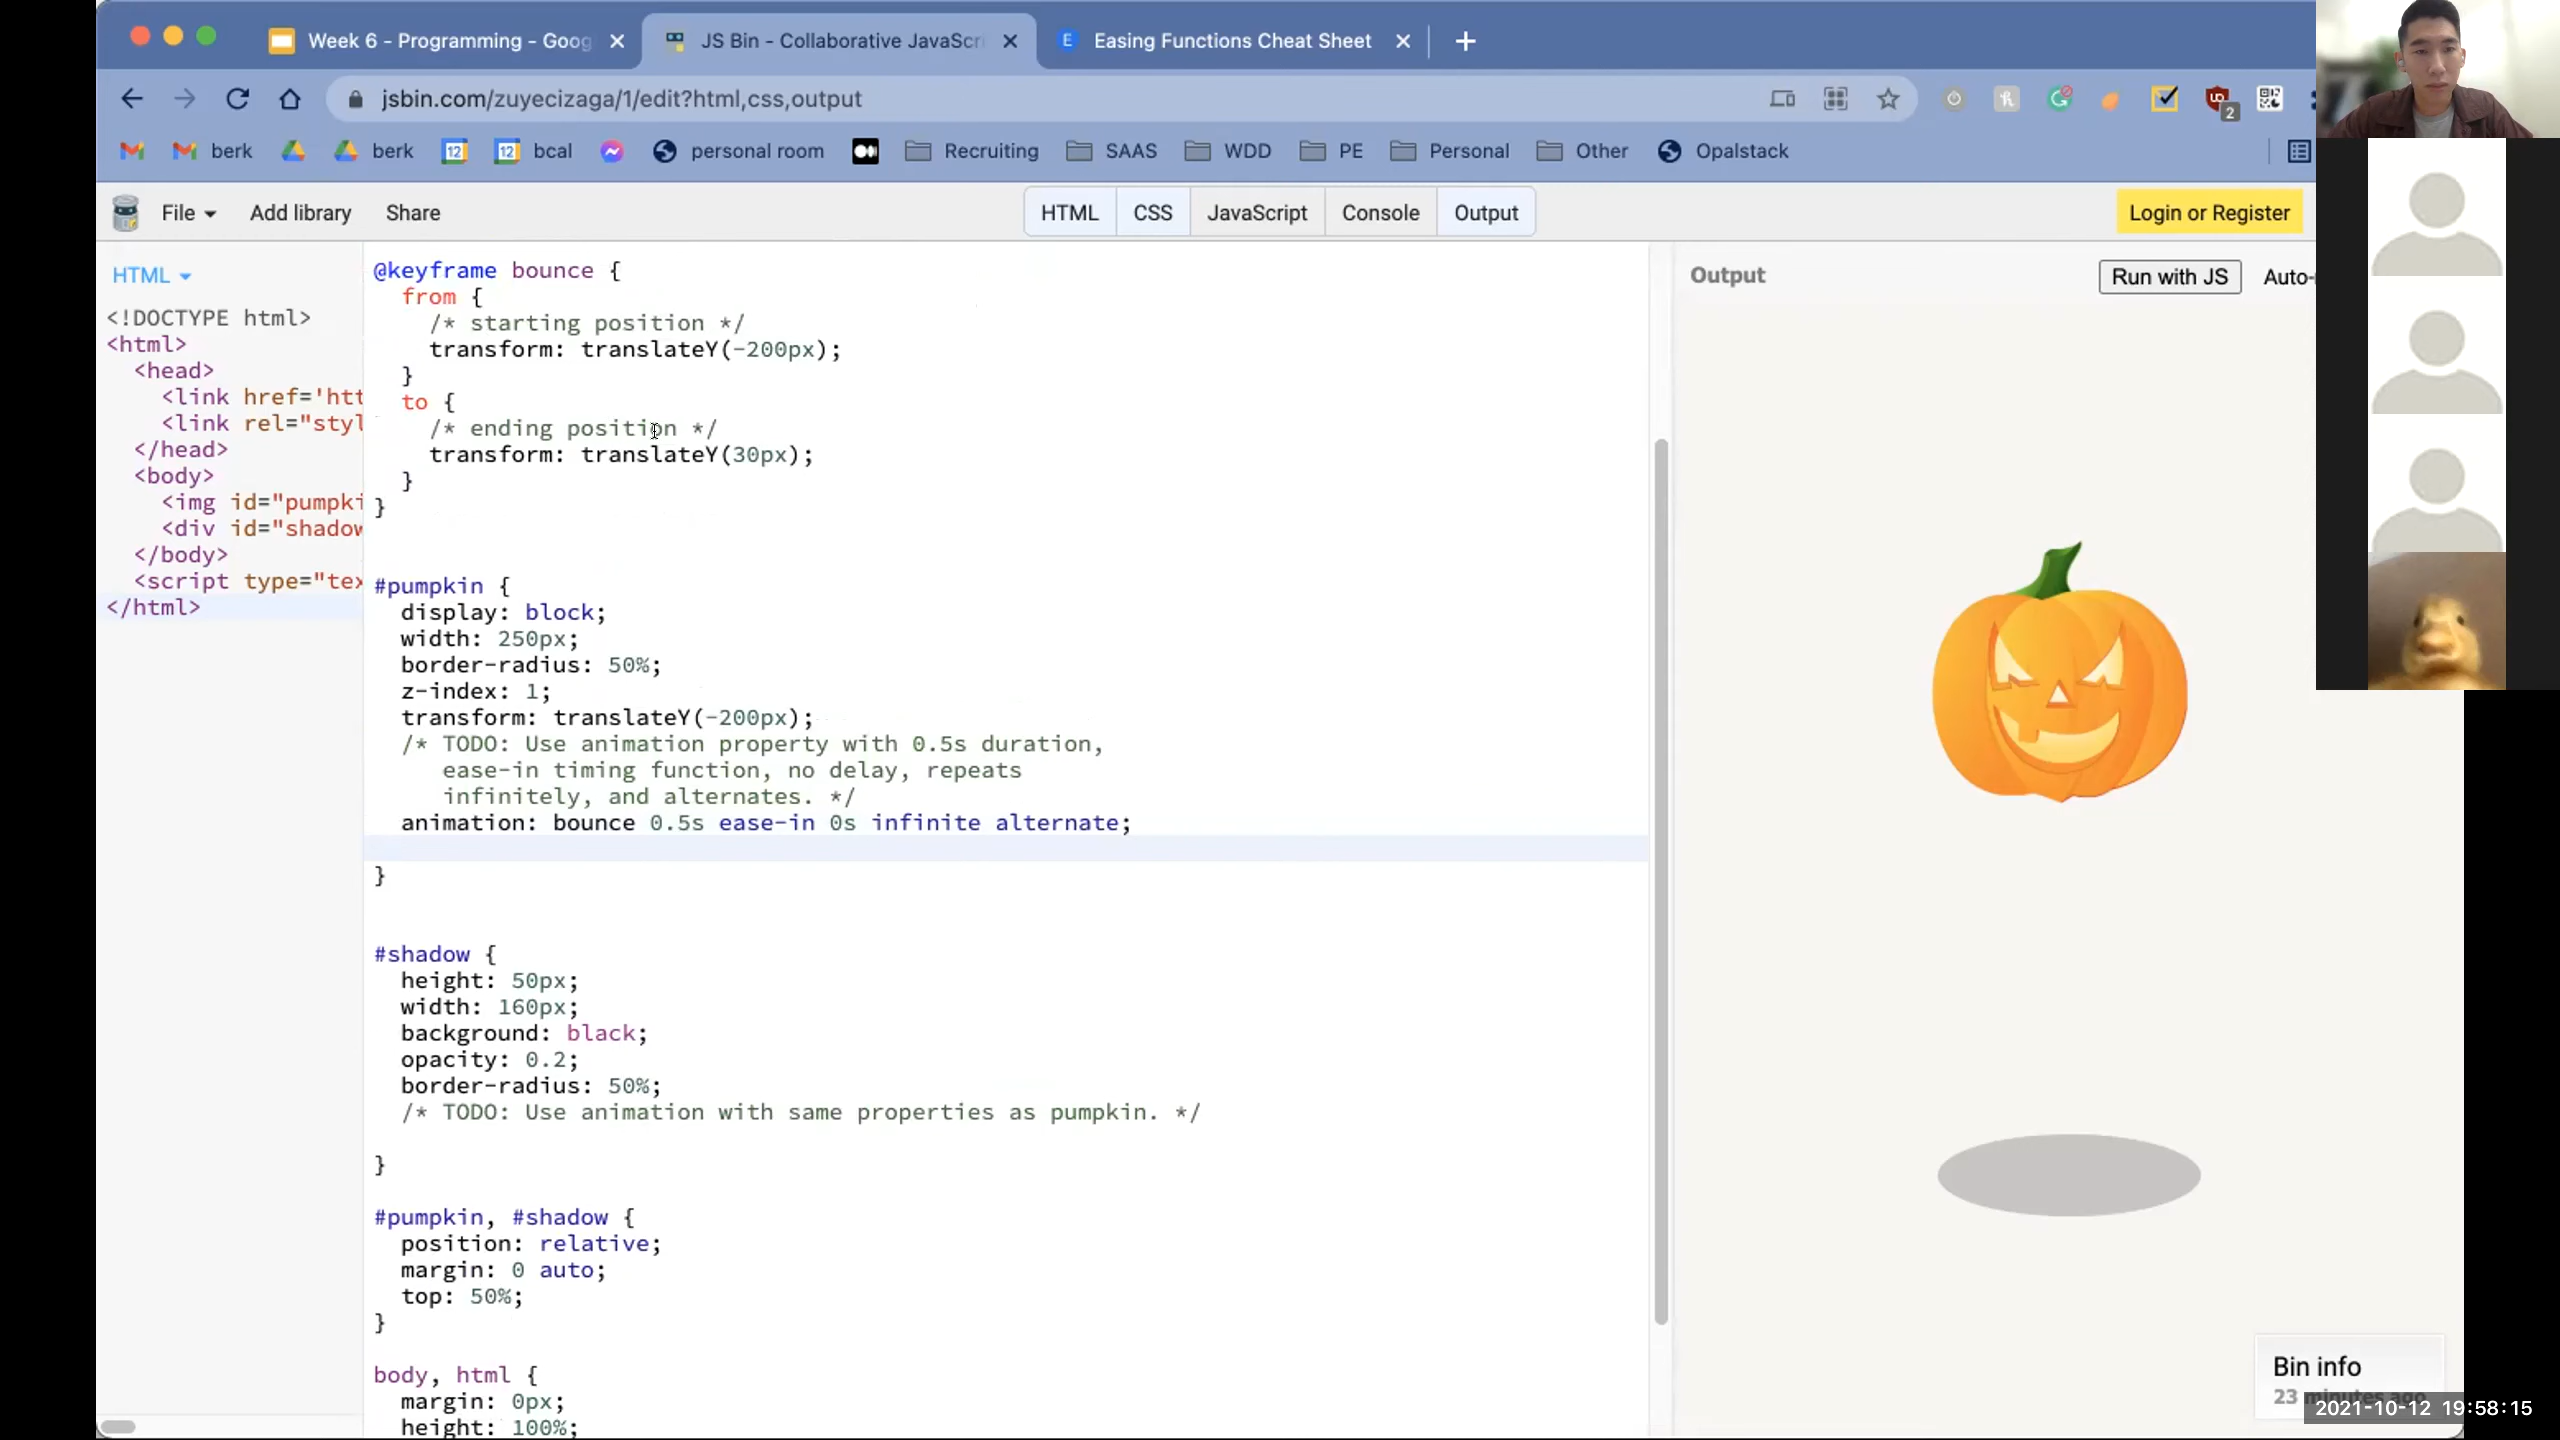 Week 6 - Programming - Goog
JS Bin - Collaborative JavaScri
Easing Functions Cheat Sheet
jsbin.com/zuyecizaga/1/edit?html,css,output
2
berk
berk
12
12
bcal
personal room
Recruiting
SAAS
WDD
PE
Personal
Other
Opalstack
File
Add library
Share
HTML
CSS
JavaScript
Console
Output
Login or Register
HTML
<!DOCTYPE html>
<html>
<head>
<link href='htt
<link rel="styl
</head>
<body>
<img id="pumpki
<div id="shadow
</body>
<script type="tex
</html>
@keyframe bounce {
from {
/* starting position */
transform: translateY(-200px);
}
to {
/* ending position */
transform: translateY(30px);
}
}
#pumpkin {
display: block;
width: 250px;
border-radius: 50%;
z-index: 1;
transform: translateY(-200px);
/* TODO: Use animation property with 0.5s duration,
ease-in timing function, no delay, repeats
infinitely, and alternates. */
animation: bounce 0.5s ease-in 0s infinite alternate;
}
#shadow {
height: 50px;
width: 160px;
background: black;
opacity: 0.2;
border-radius: 50%;
/* TODO: Use animation with same properties as pumpkin. */
}
#pumpkin, #shadow {
position: relative;
margin: 0 auto;
top: 50%;
}
body, html {
margin: 0px;
height: 100%;
Output
Run with JS
Auto-
Bin info
23 minutes ago
2021-10-12 19:58:15